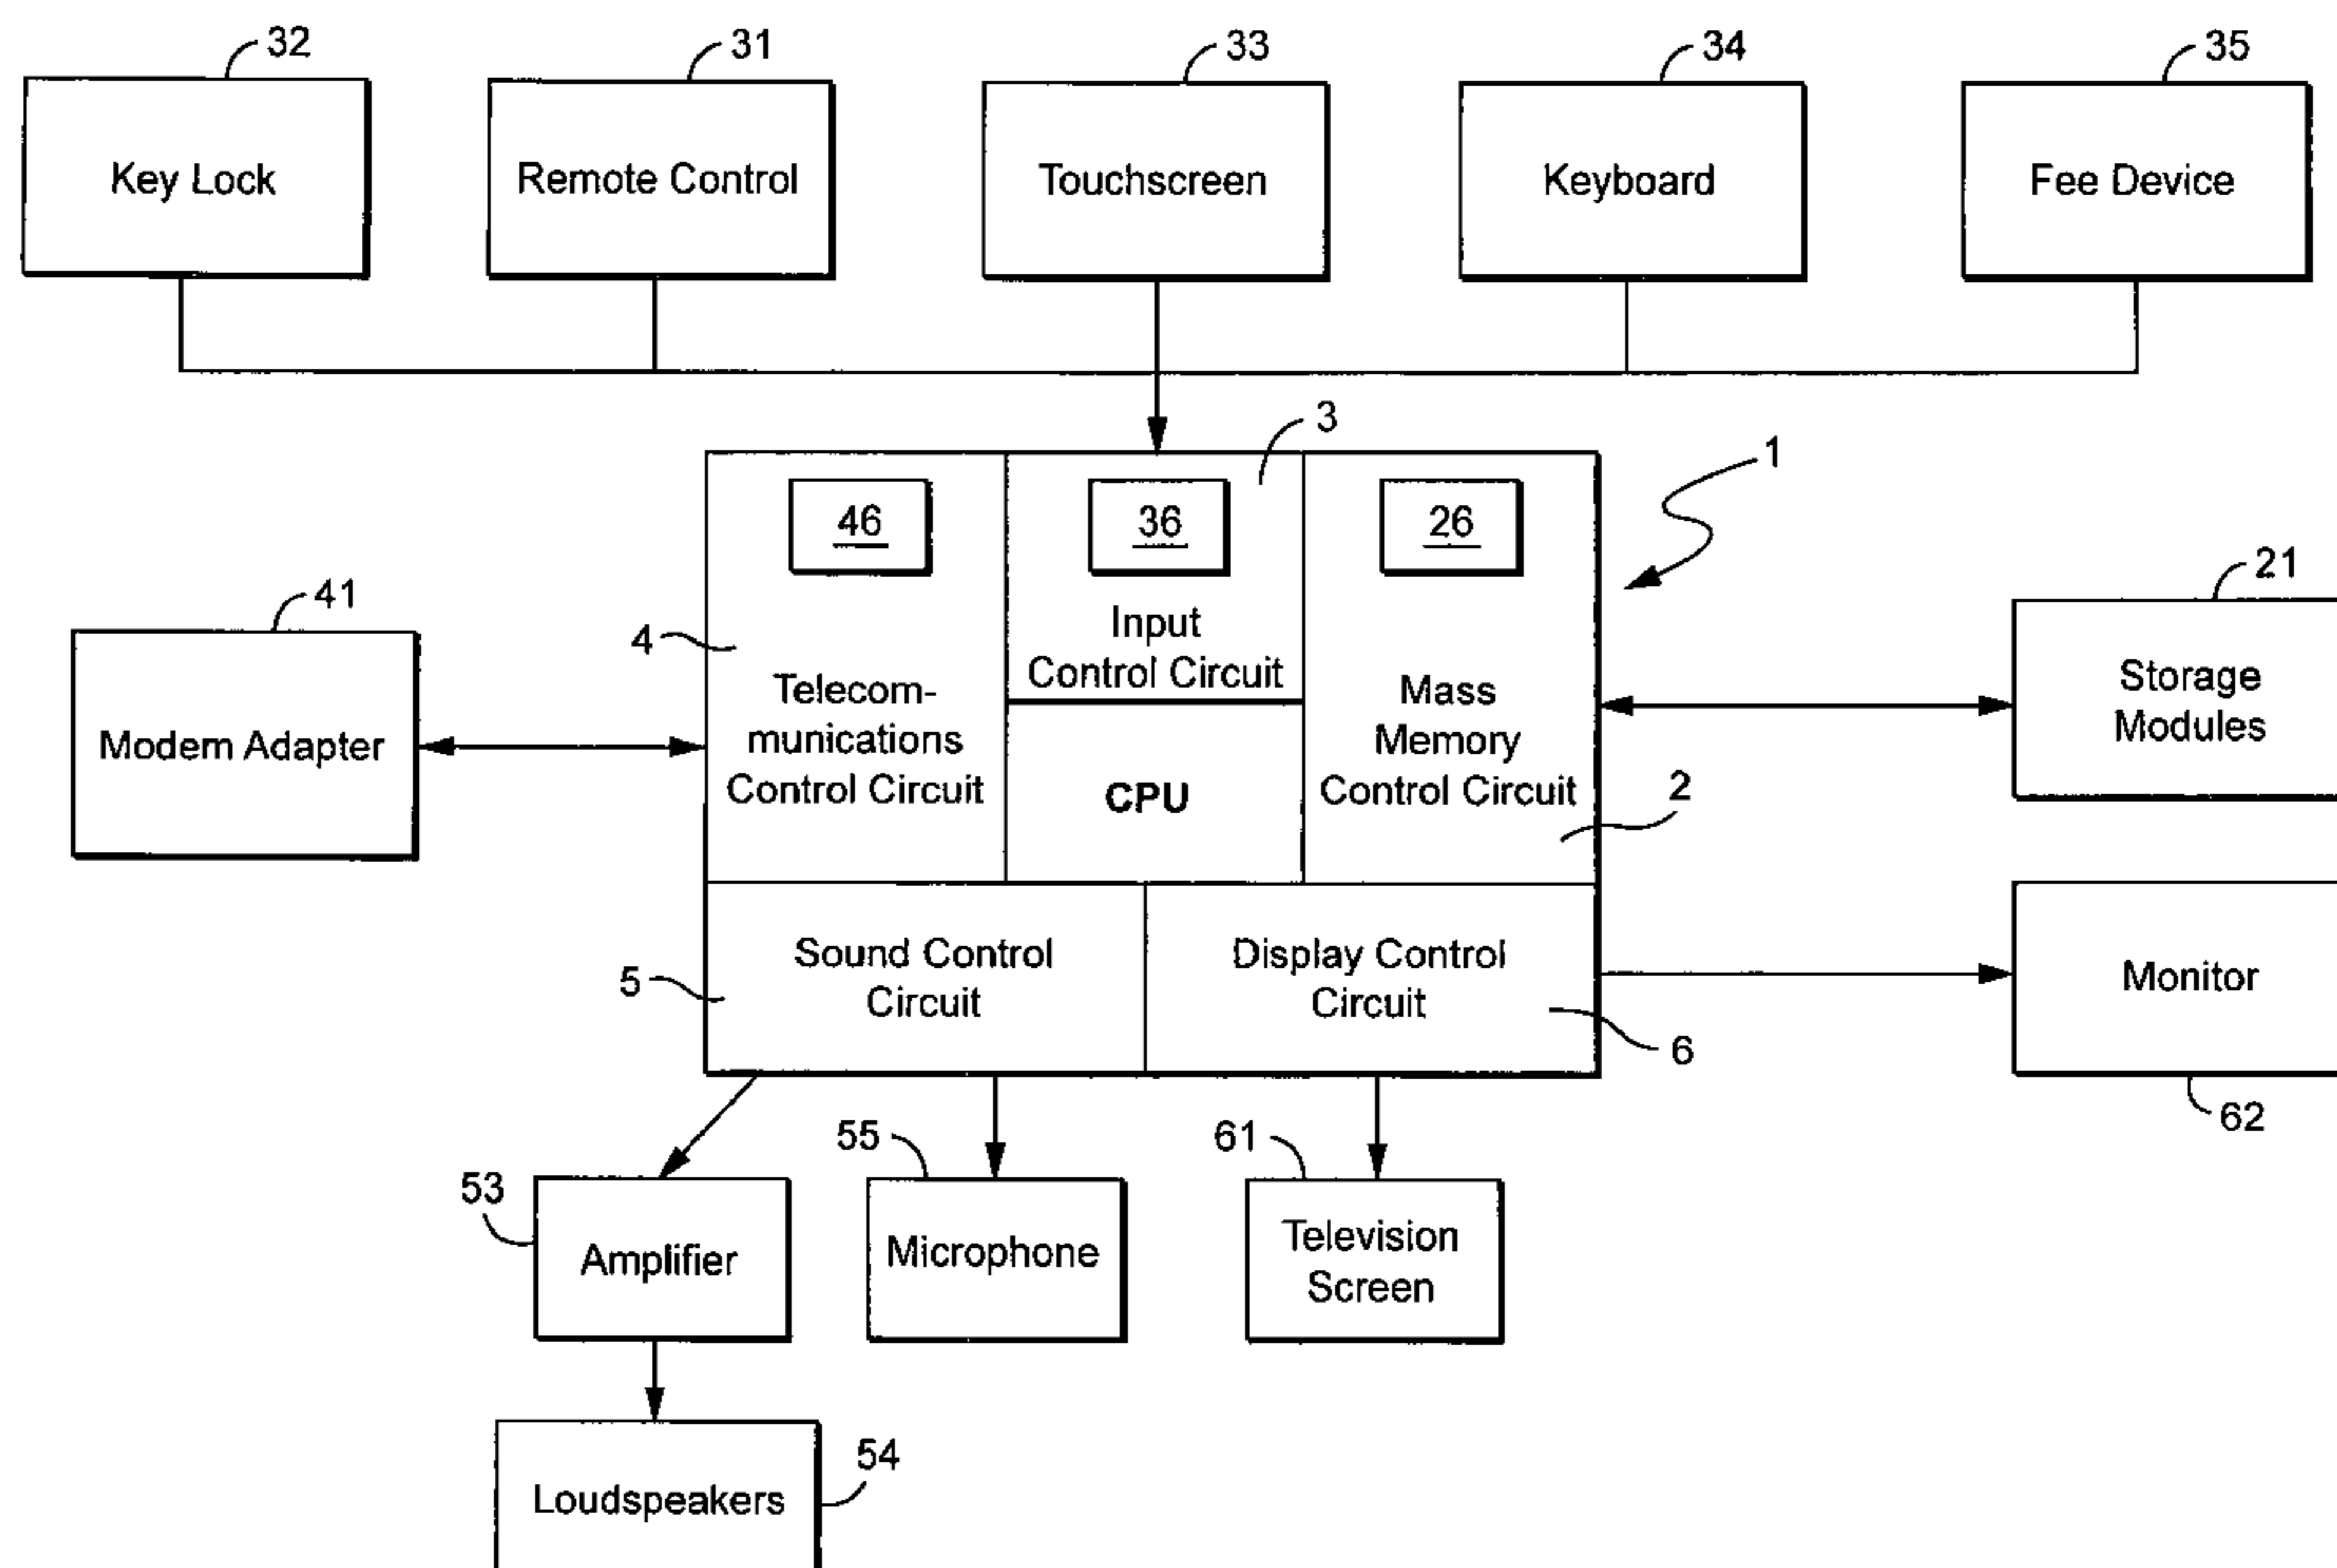 32
31
33
34
35
Key Lock
Remote Control
Touchscreen
Keyboard
Fee Device
3
1
46
36
26
21
41
4
Input
Control Circuit
Storage
Modules
Telecom-
munications
Control Circuit
Mass
Memory
Control Circuit
Modem Adapter
CPU
2
Sound Control
Circuit
Display Control
Circuit
5
6
Monitor
62
53
55
61
Amplifier
Microphone
Television
Screen
54
Loudspeakers